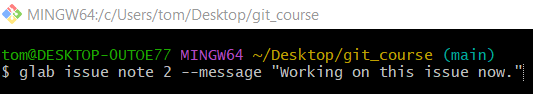 MINGW64:/c/Users/tom/Desktop/git_course
tom@DESKTOP-OUTOE77 MINGW64 ~/Desktop/git_course (main)
$ glab issue note 2 --message "Working on this issue now."